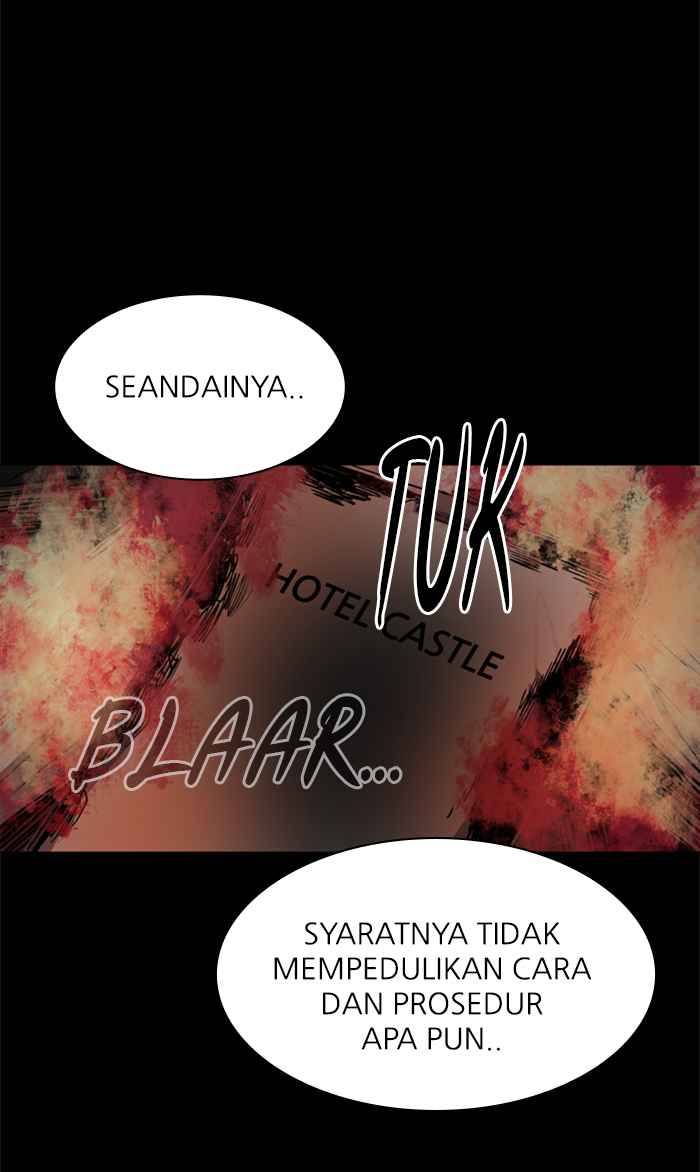 SEANDAINYA..
TUK
HOTEL CASTLE
BLAAR...
SYARATNYA TIDAK
MEMPEDULIKAN CARA
DAN PROSEDUR
APA PUN..